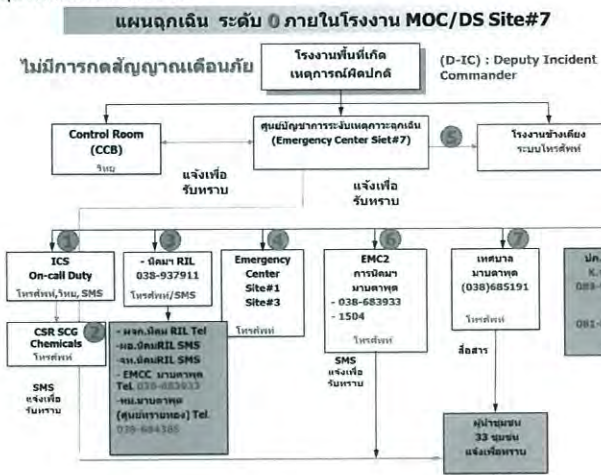 แผนฉุกเฉิน ระดับ 0 ภายในโรงงาน MOC/DS Site#7
ไม่มีการกดสัญญาณเตือนภัย
โรงงานพื้นที่เกิด
เหตุการณ์ผิดปกติ
(D-IC) : Deputy Incident
Commander
Control Room
(CCB)
วิทยุ
ศูนย์บัญชาการระงับเหตุภาวะฉุกเฉิน
(Emergency Center Siet#7)
5
โรงงานข้างเคียง
ระบบโทรศัพท์
แจ้งเพื่อ
รับทราบ
แจ้งเพื่อ
รับทราบ
1
ICS
On-call Duty
โทรศัพท์,วิทยุ, SMS
3
- นิคมฯ RIL
038-937911
โทรศัพท์/SMS
4
Emergency
Center
Site#1
Site#3
โทรศัพท์
6
EMC2
การนิคมฯ
มาบตาพุด
- 038-683933
- 1504
โทรศัพท์
7
เทศบาล
มาบตาพุด
(038)685191
โทรศัพท์
CSR SCG
Chemicals
2
โทรศัพท์
- ผจก.นิคม RIL Tel
-ผอ.นิคมRIL SMS
-จห.นิคมRIL SMS
- EMCC มาบตาพุด
Tel. 038-683933
-ทม.มาบตาพุด
(ศูนย์ทรายทอง) Tel.
038-684385
SMS
แจ้งเพื่อ
รับทราบ
SMS
แจ้งเพื่อ
รับทราบ
สื่อสาร
ผู้นำชุมชน
33 ชุมชน
แจ้งเพื่อทราบ